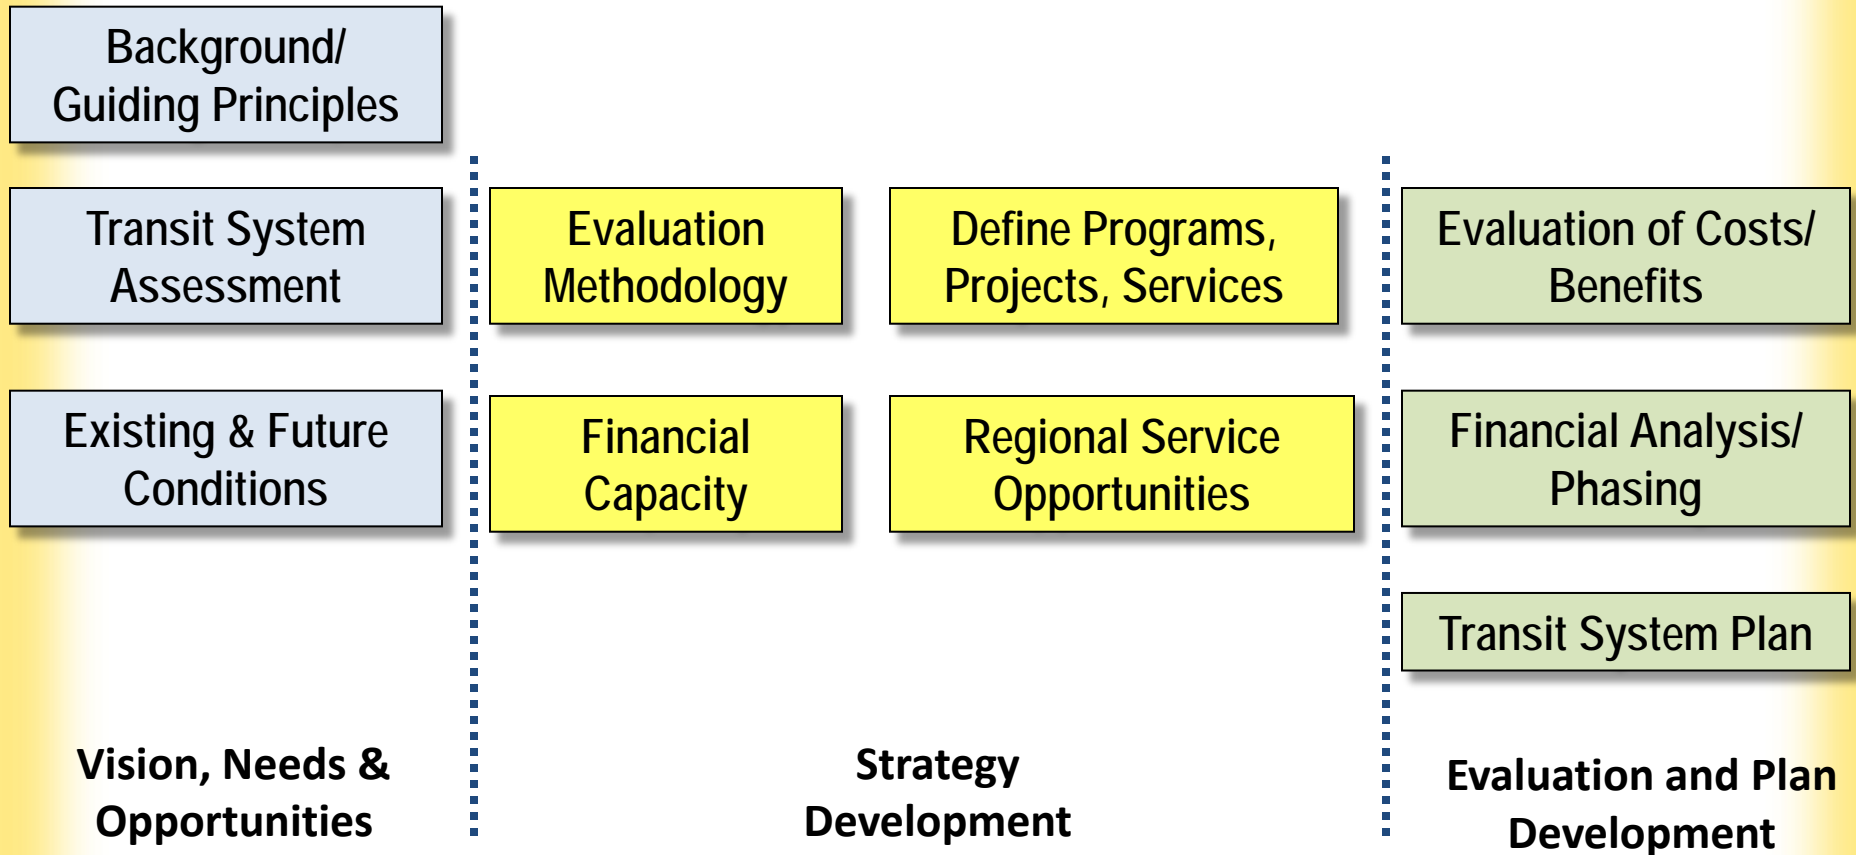 Background/
Guiding Principles
Transit System
Assessment
Existing & Future
Conditions
Vision, Needs &
Opportunities
Evaluation
Methodology
Define Programs,
Projects, Services
Financial
Capacity
Regional Service
Opportunities
Strategy
Development
Evaluation of Costs/
Benefits
Financial Analysis/
Phasing
Transit System Plan
Evaluation and Plan
Development